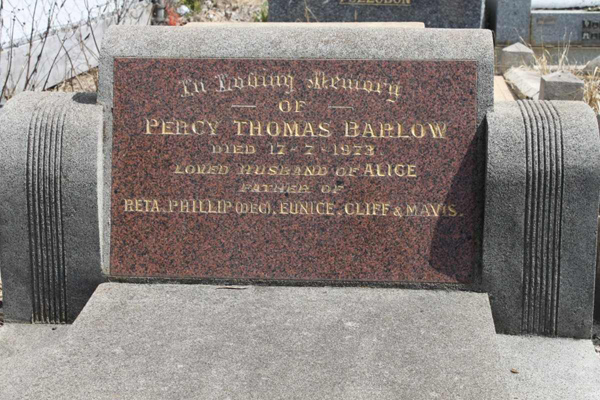 In Loving Memory
— OF —
PERCY THOMAS BARLOW
DIED 17-7-1973
LOVED HUSBAND OF ALICE
FATHER OF
RETA, PHILLIP (DEC), EUNICE, CLIFF & MAVIS.